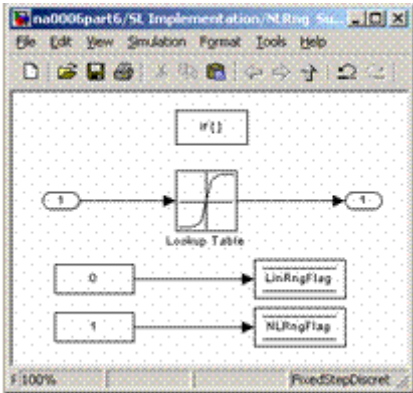 na0006part6/SL Implementation/NLRng_Su...
File Edit View Simulation Format Tools Help
if{ }
1 1
Lookup Table
0 LinRngFlag
1 NLRngFlag
100% FixedStepDiscret